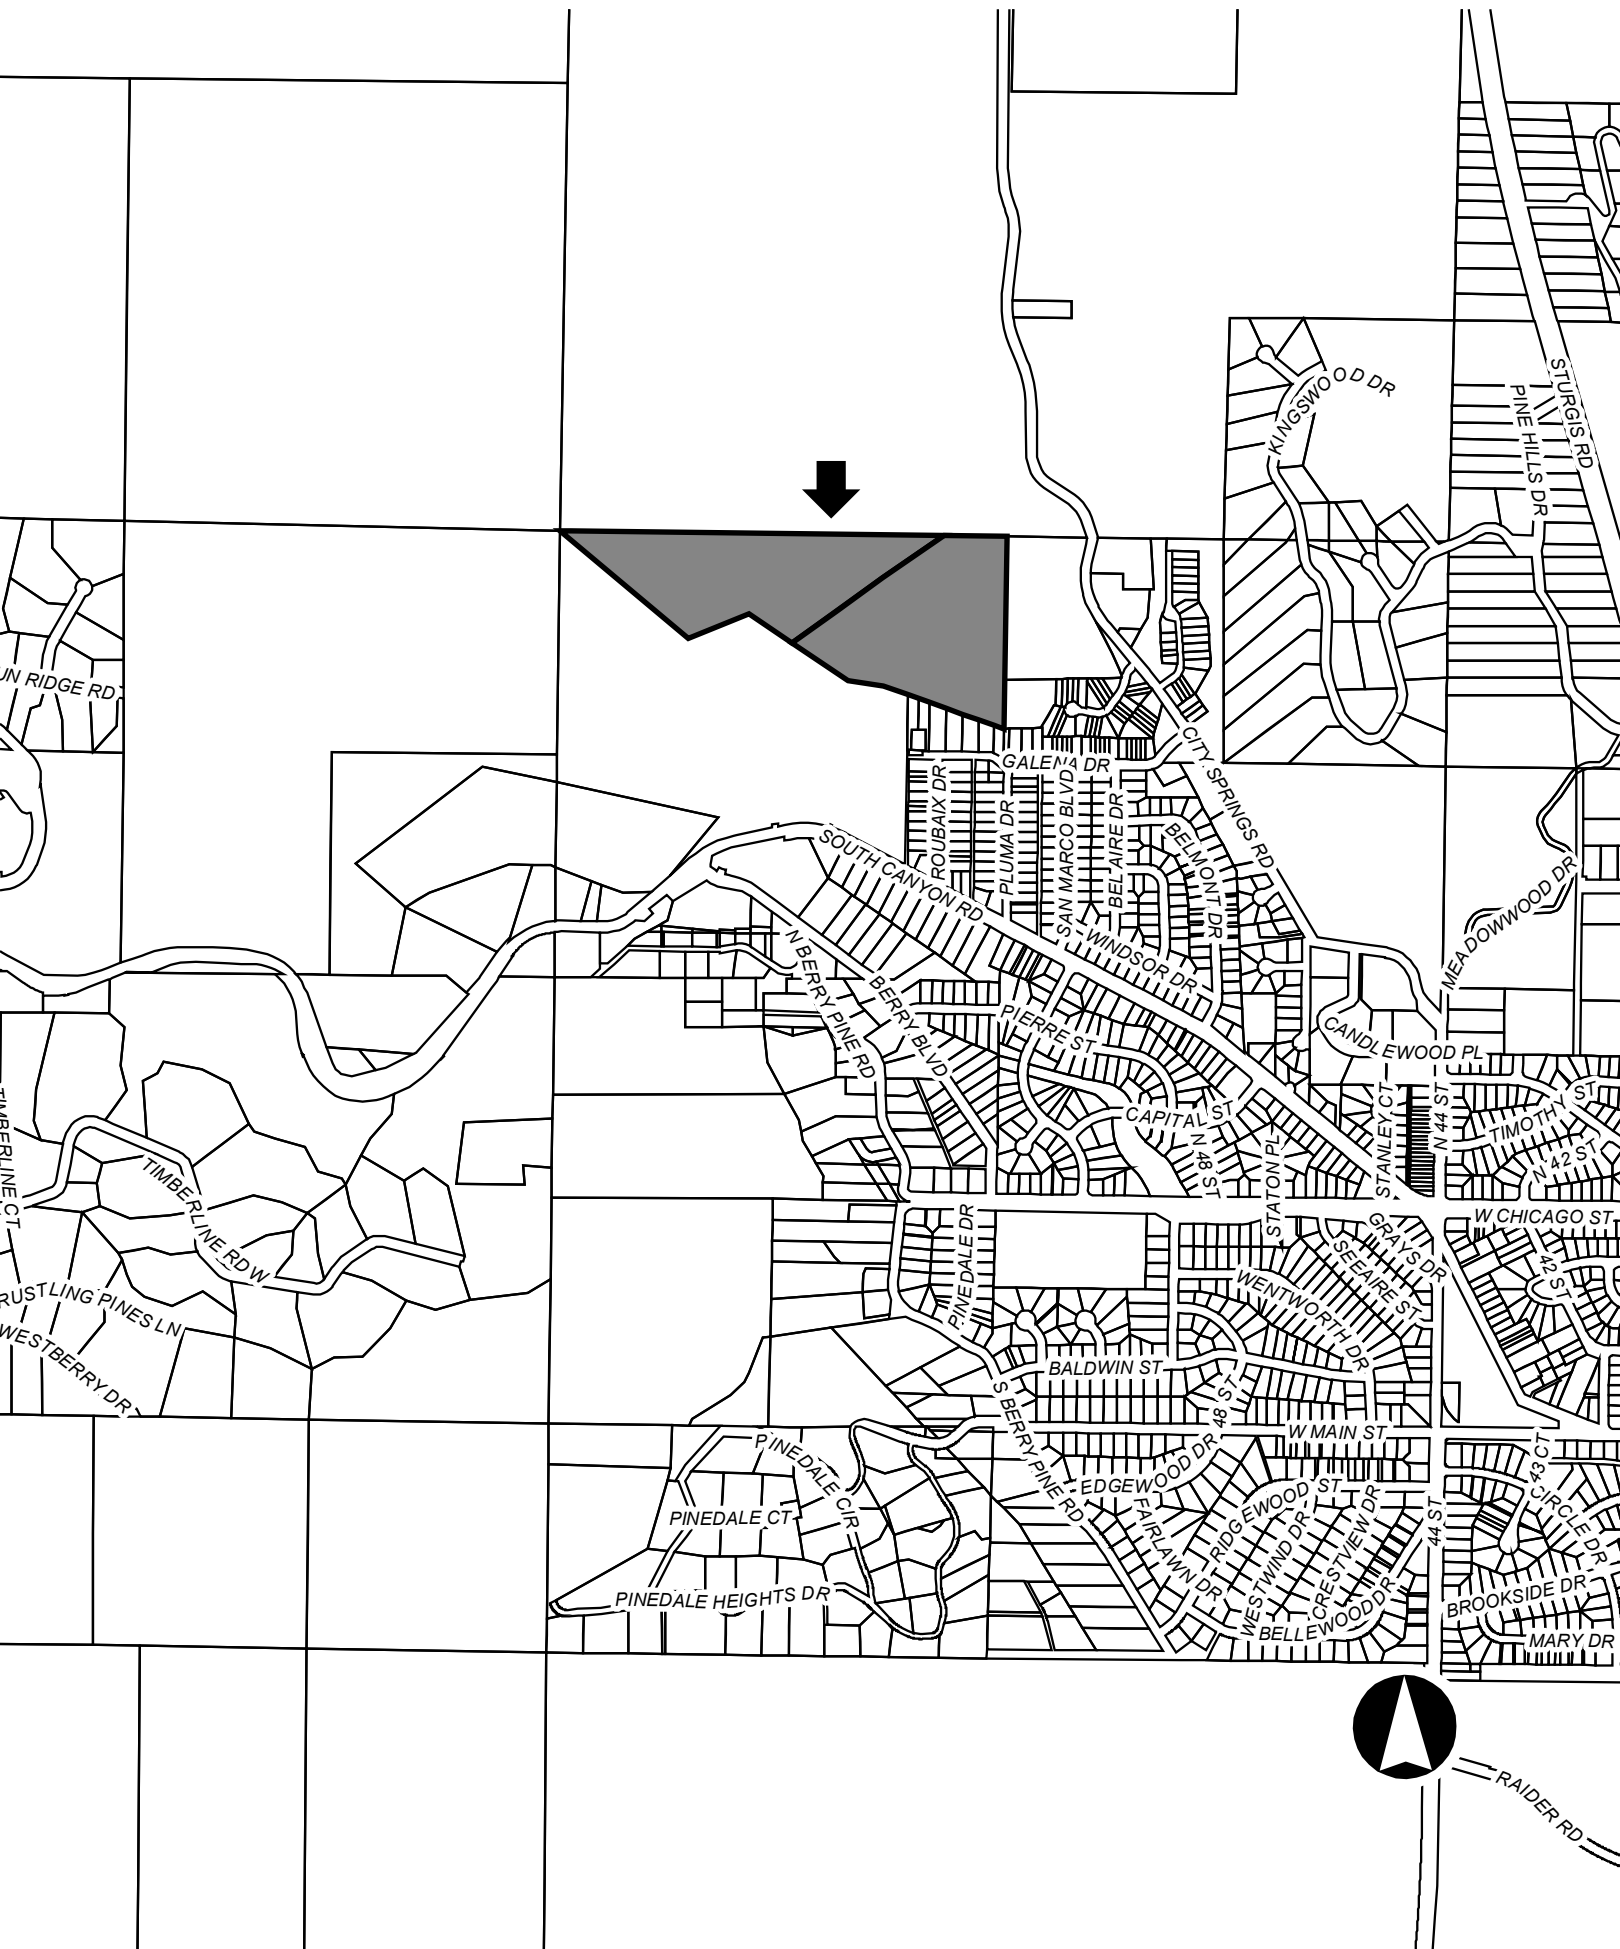 KINGSWOOD DR
STURGIS RD
PINE HILLS DR
UN RIDGE RD
CITY SPRINGS RD
GALENA DR
ROUBAIX DR
PLUMA DR
SAN MARCO BLVD
BELAIRE DR
BELMONT DR
SOUTH CANYON RD
WINDSOR DR
MEADOWWOOD DR
N BERRY PINE RD
BERRY BLVD
PIERRE ST
CANDLEWOOD PL
CAPITAL ST
N 48 ST
STATON PL
STANLEY CT
N 44 ST
TIMOTHY ST
N 42 ST
TIMBERLINE CT
TIMBERLINE RD W
W CHICAGO ST
PINEDALE DR
GRAYS DR
SEEAIRE ST
42 ST
WENTWORTH DR
RUSTLING PINES LN
WESTBERRY DR
BALDWIN ST
48 ST
S BERRY PINE RD
W MAIN ST
PINEDALE CIR
EDGEWOOD DR
43 CT
CIRCLE DR
PINEDALE CT
FAIRLAWN DR
RIDGEWOOD ST
WESTWIND DR
CRESTVIEW DR
44 ST
PINEDALE HEIGHTS DR
BELLEWOOD DR
BROOKSIDE DR
MARY DR
RAIDER RD